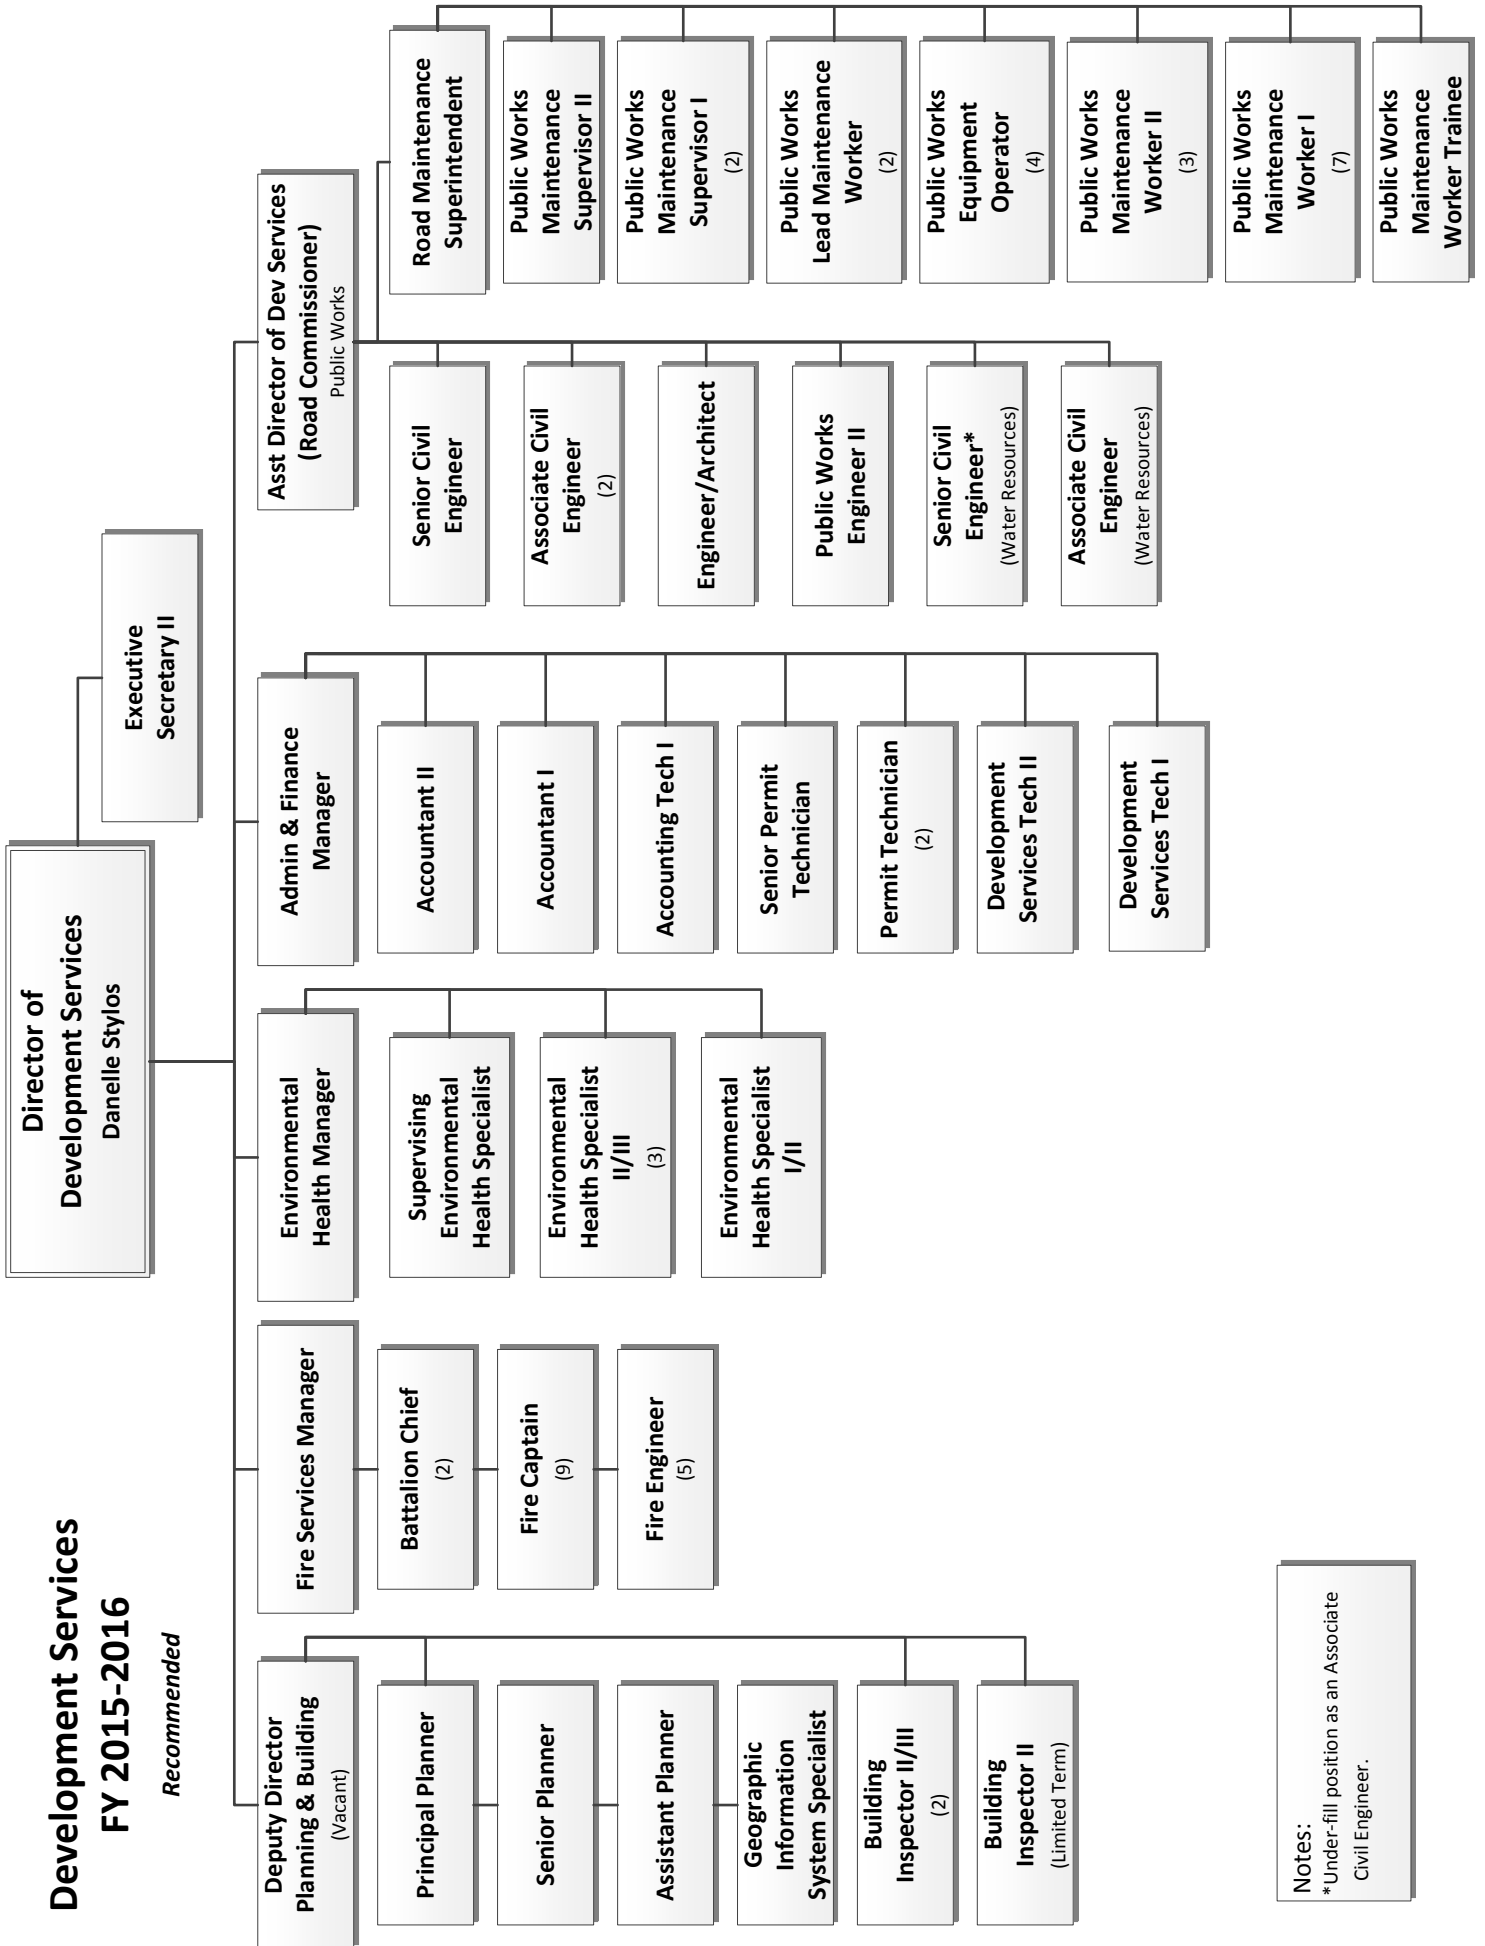 Development Services
FY 2015-2016
Recommended
Director of
Development Services
Danelle Stylos
Executive
Secretary II
Deputy Director
Planning & Building
(Vacant)
Principal Planner
Senior Planner
Assistant Planner
Geographic
Information
System Specialist
Building
Inspector II/III
(2)
Building
Inspector II
(Limited Term)
Fire Services Manager
Battalion Chief
(2)
Fire Captain
(9)
Fire Engineer
(5)
Environmental
Health Manager
Supervising
Environmental
Health Specialist
Environmental
Health Specialist
II/III
(3)
Environmental
Health Specialist
I/II
Admin & Finance
Manager
Accountant II
Accountant I
Accounting Tech I
Senior Permit
Technician
Permit Technician
(2)
Development
Services Tech II
Development
Services Tech I
Asst Director of Dev Services
(Road Commissioner)
Public Works
Senior Civil
Engineer
Associate Civil
Engineer
(2)
Engineer/Architect
Public Works
Engineer II
Senior Civil
Engineer*
(Water Resources)
Associate Civil
Engineer
(Water Resources)
Road Maintenance
Superintendent
Public Works
Maintenance
Supervisor II
Public Works
Maintenance
Supervisor I
(2)
Public Works
Lead Maintenance
Worker
(2)
Public Works
Equipment
Operator
(4)
Public Works
Maintenance
Worker II
(3)
Public Works
Maintenance
Worker I
(7)
Public Works
Maintenance
Worker Trainee
Notes:
*Under-fill position as an Associate
Civil Engineer.